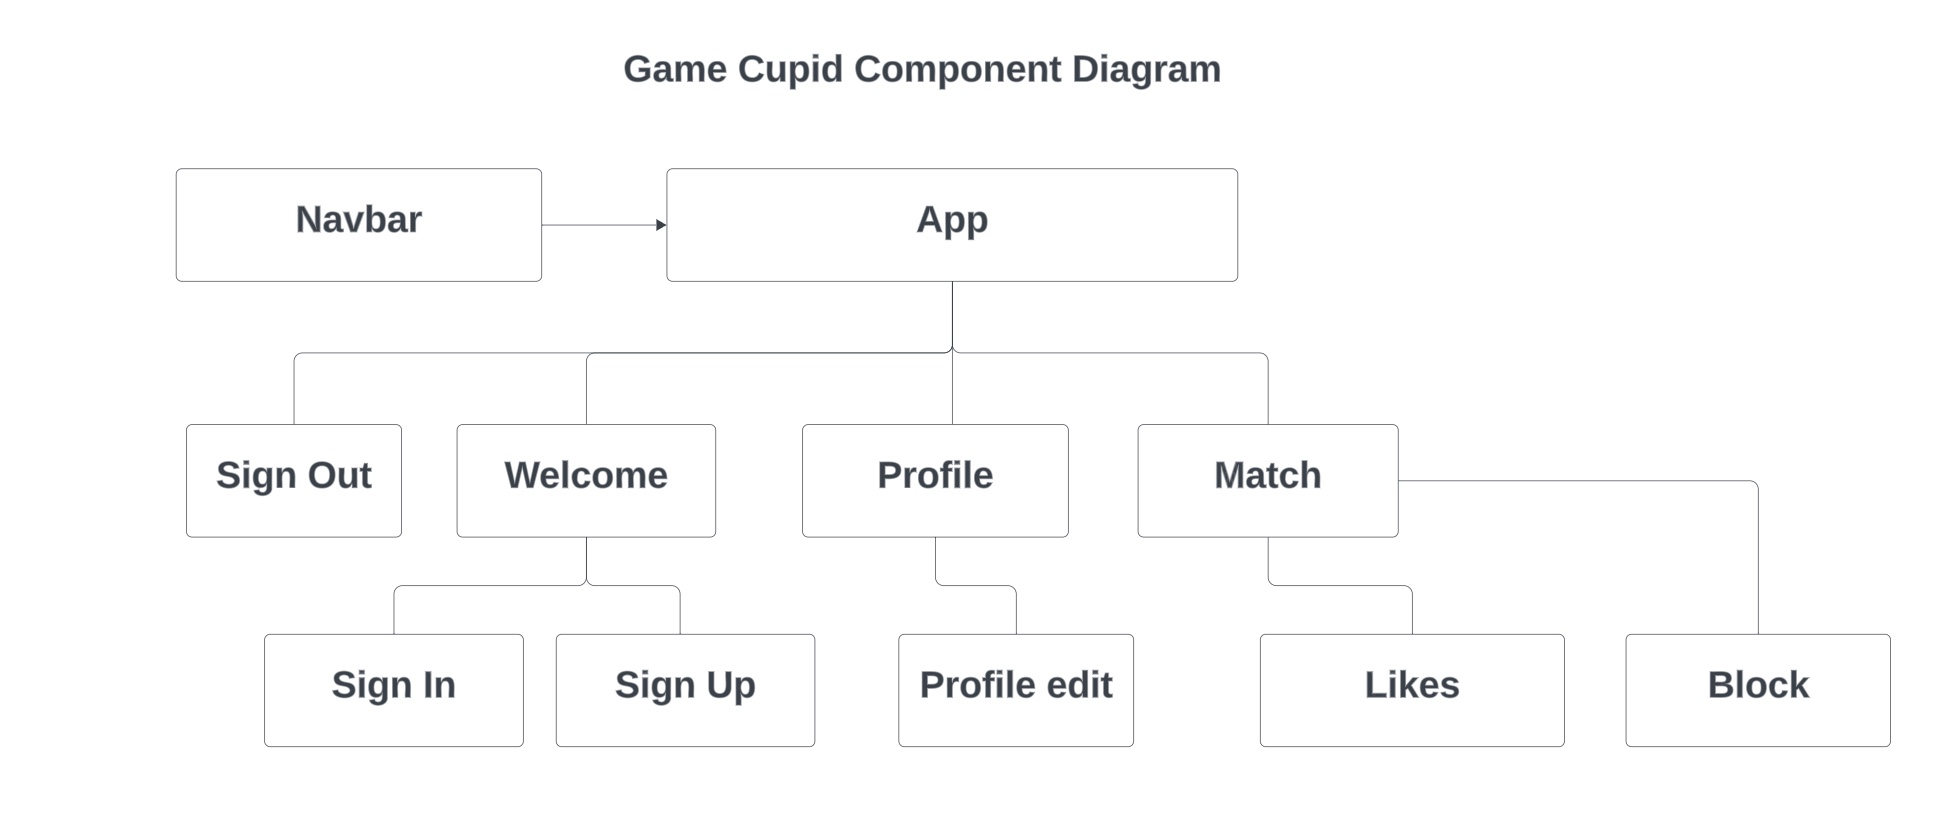 Game Cupid Component Diagram
Navbar
App
Sign Out
Welcome
Profile
Match
Sign In
Sign Up
Profile edit
Likes
Block